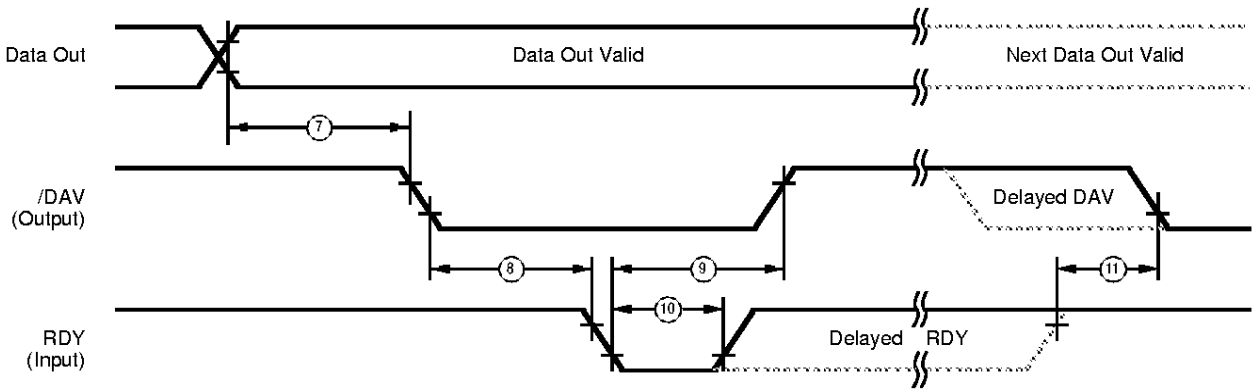 Data Out
Data Out Valid
Next Data Out Valid
7
/DAV
(Output)
Delayed DAV
8
9
11
10
RDY
(Input)
Delayed RDY